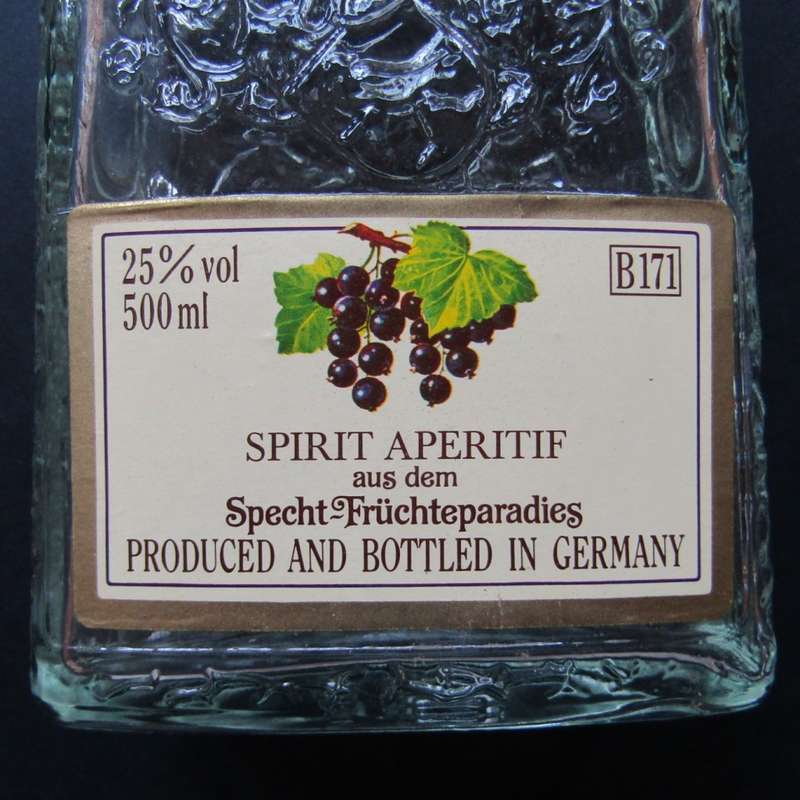 25% vol
500 ml
B171
SPIRIT APERITIF
aus dem
Specht-Früchteparadies
PRODUCED AND BOTTLED IN GERMANY